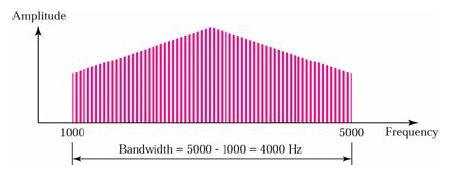 Amplitude
1000 5000 Frequency
Bandwidth = 5000 - 1000 = 4000 Hz